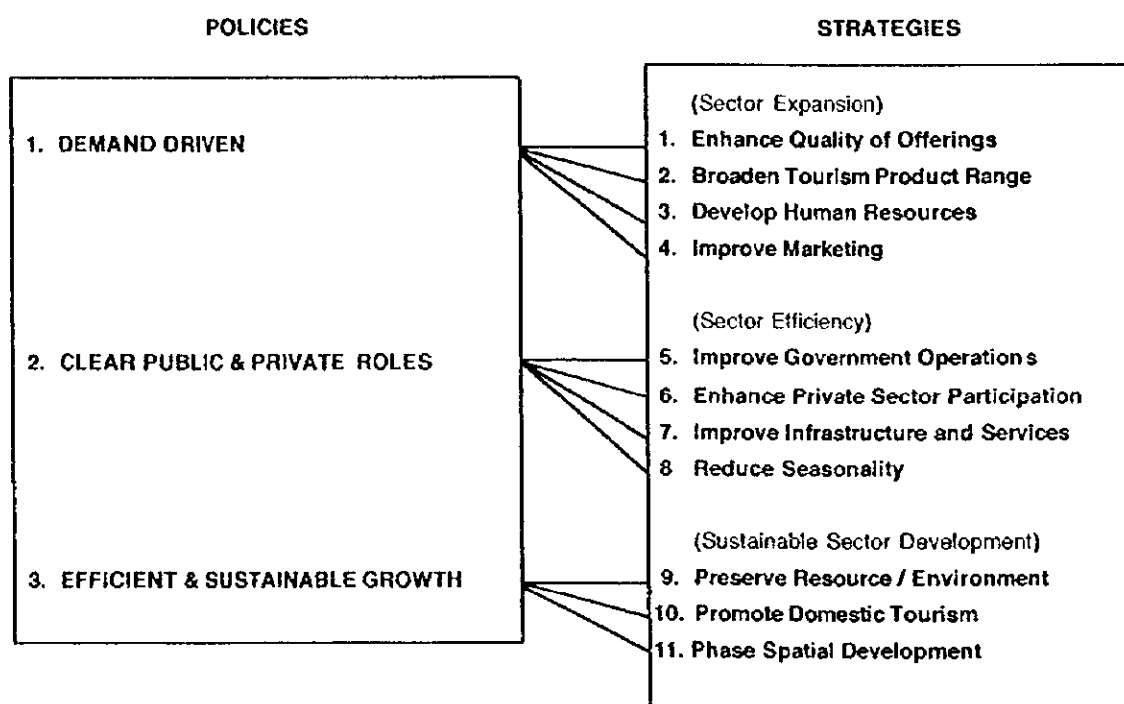 POLICIES
STRATEGIES
1. DEMAND DRIVEN
2. CLEAR PUBLIC & PRIVATE ROLES
3. EFFICIENT & SUSTAINABLE GROWTH
(Sector Expansion)
1. Enhance Quality of Offerings
2. Broaden Tourism Product Range
3. Develop Human Resources
4. Improve Marketing
(Sector Efficiency)
5. Improve Government Operations
6. Enhance Private Sector Participation
7. Improve Infrastructure and Services
8 Reduce Seasonality
(Sustainable Sector Development)
9. Preserve Resource / Environment
10. Promote Domestic Tourism
11. Phase Spatial Development